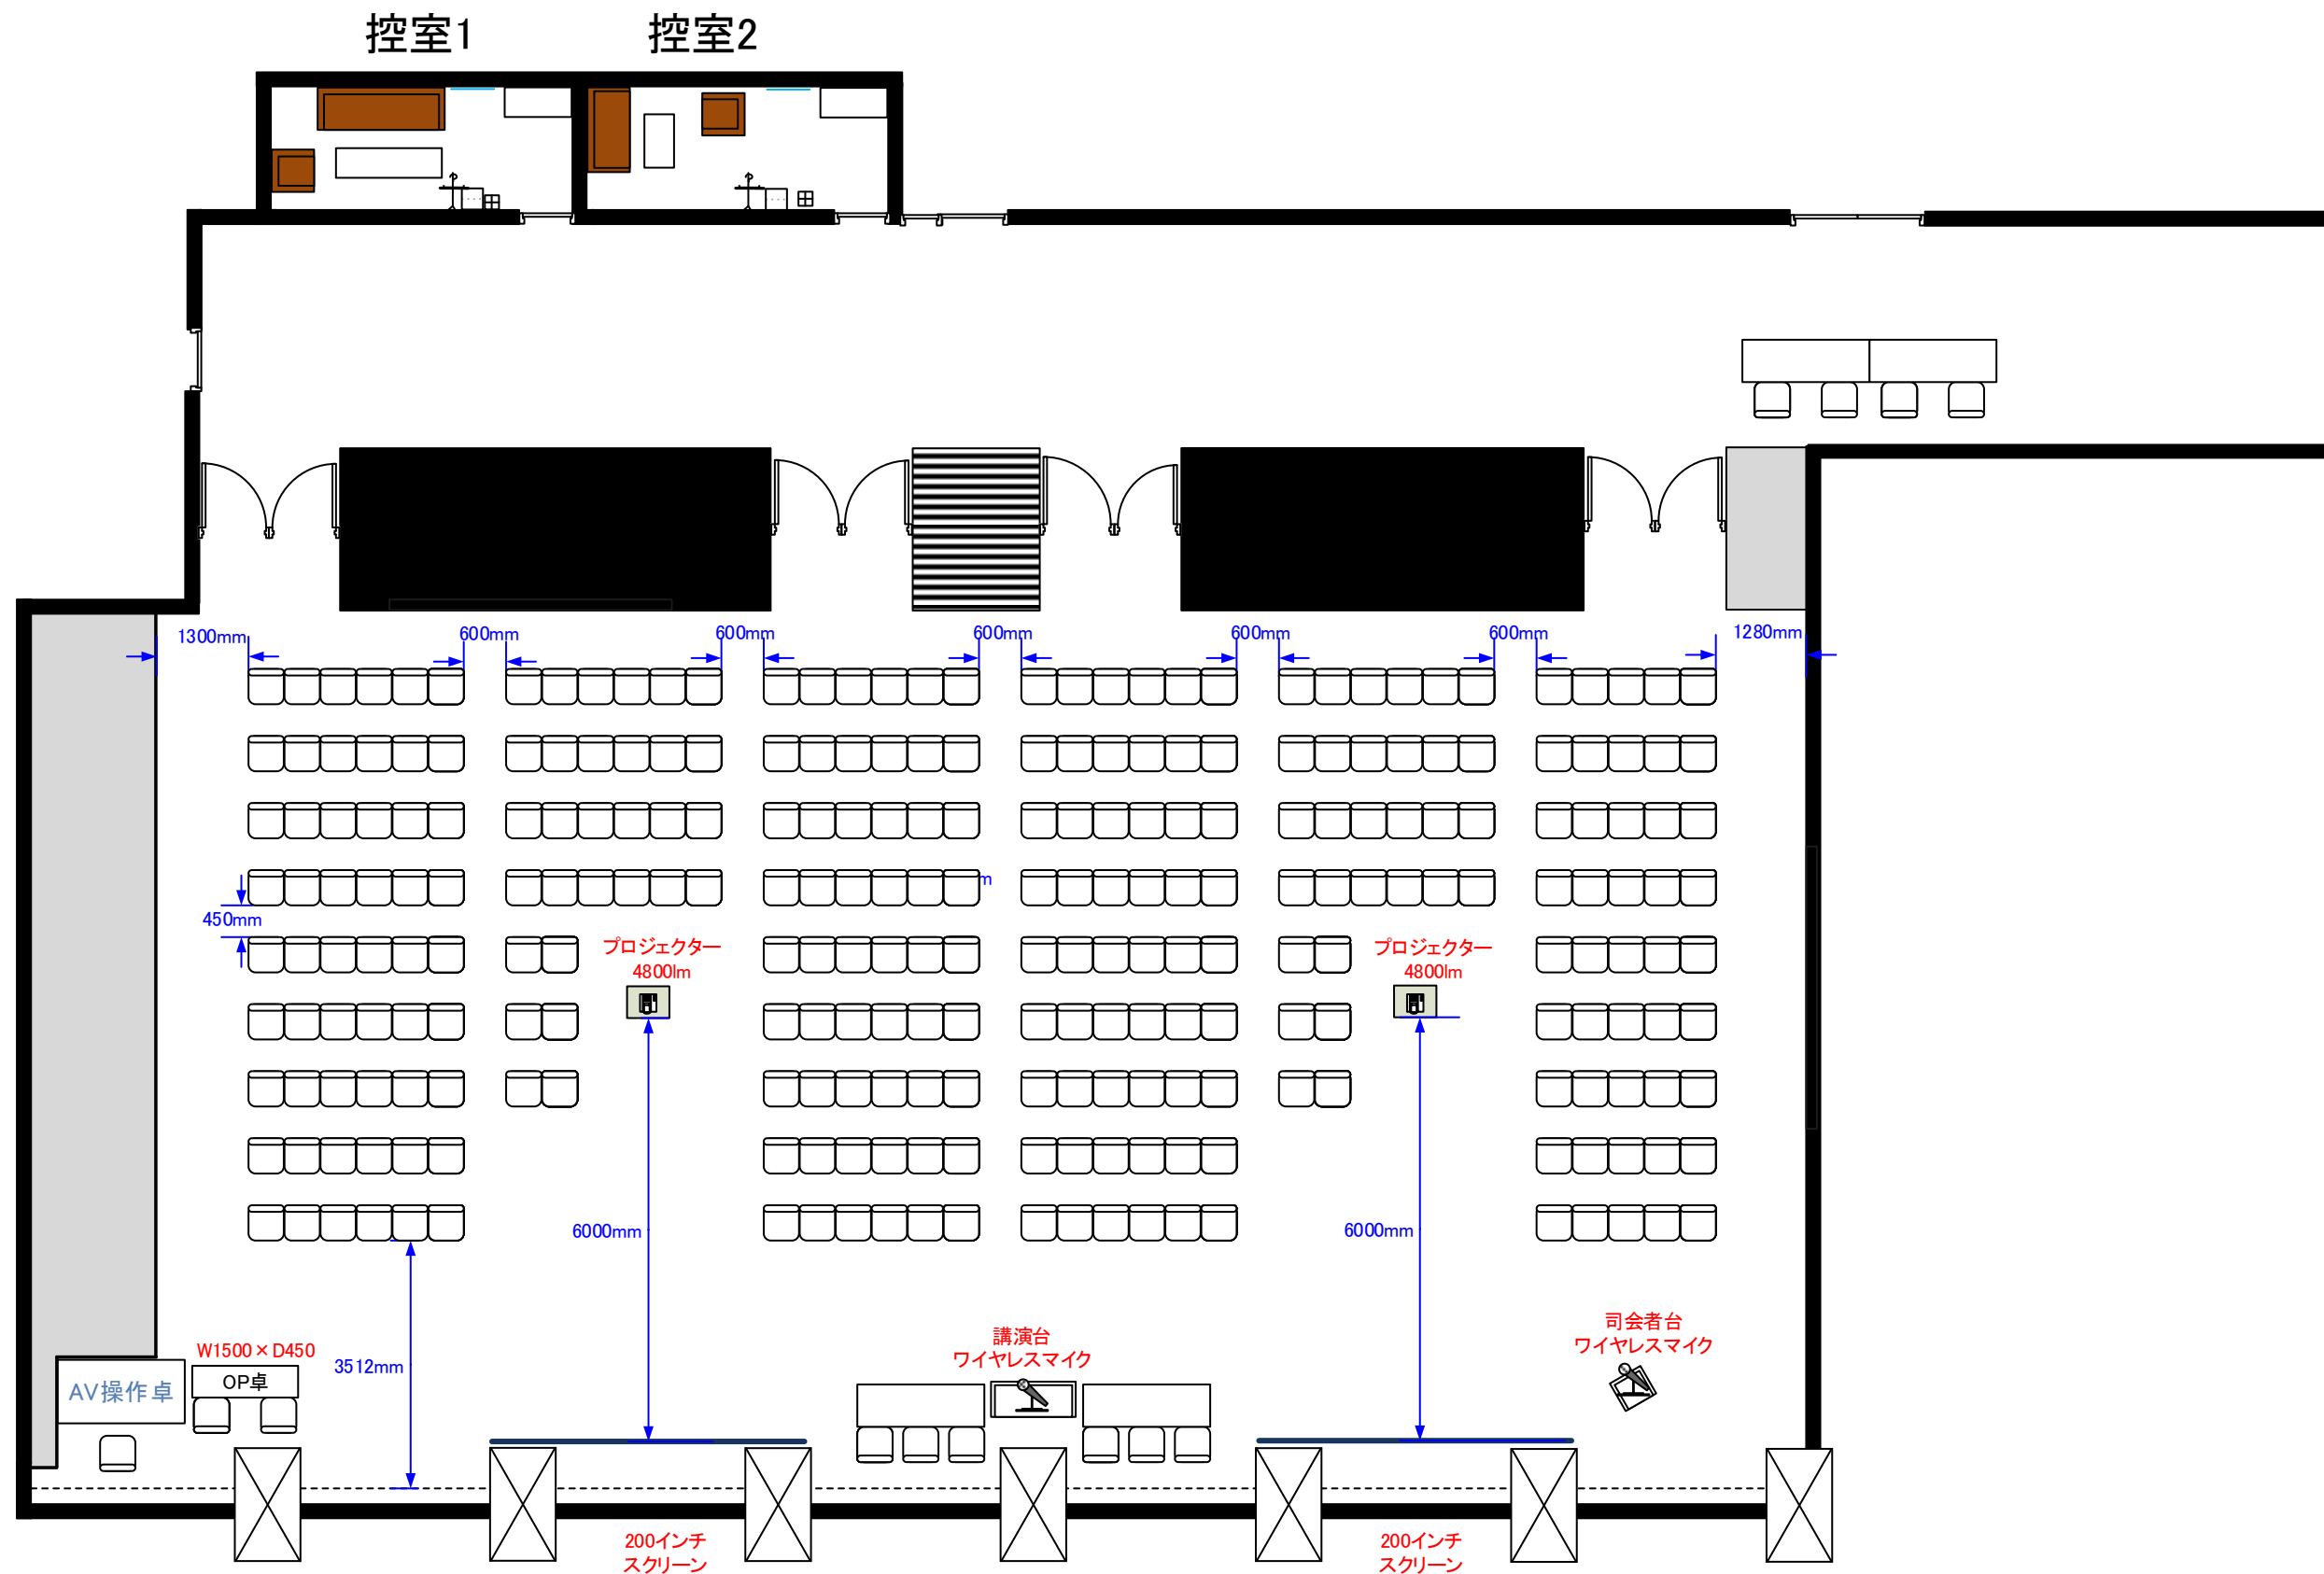 控室1
控室2
1300mm
600mm
600mm
600mm
600mm
600mm
1280mm
m
450mm
プロジェクター
4800lm
プロジェクター
4800lm
6000mm
6000mm
W1500×D450
OP卓
AV操作卓
3512mm
講演台
ワイヤレスマイク
司会者台
ワイヤレスマイク
200インチ
スクリーン
200インチ
スクリーン